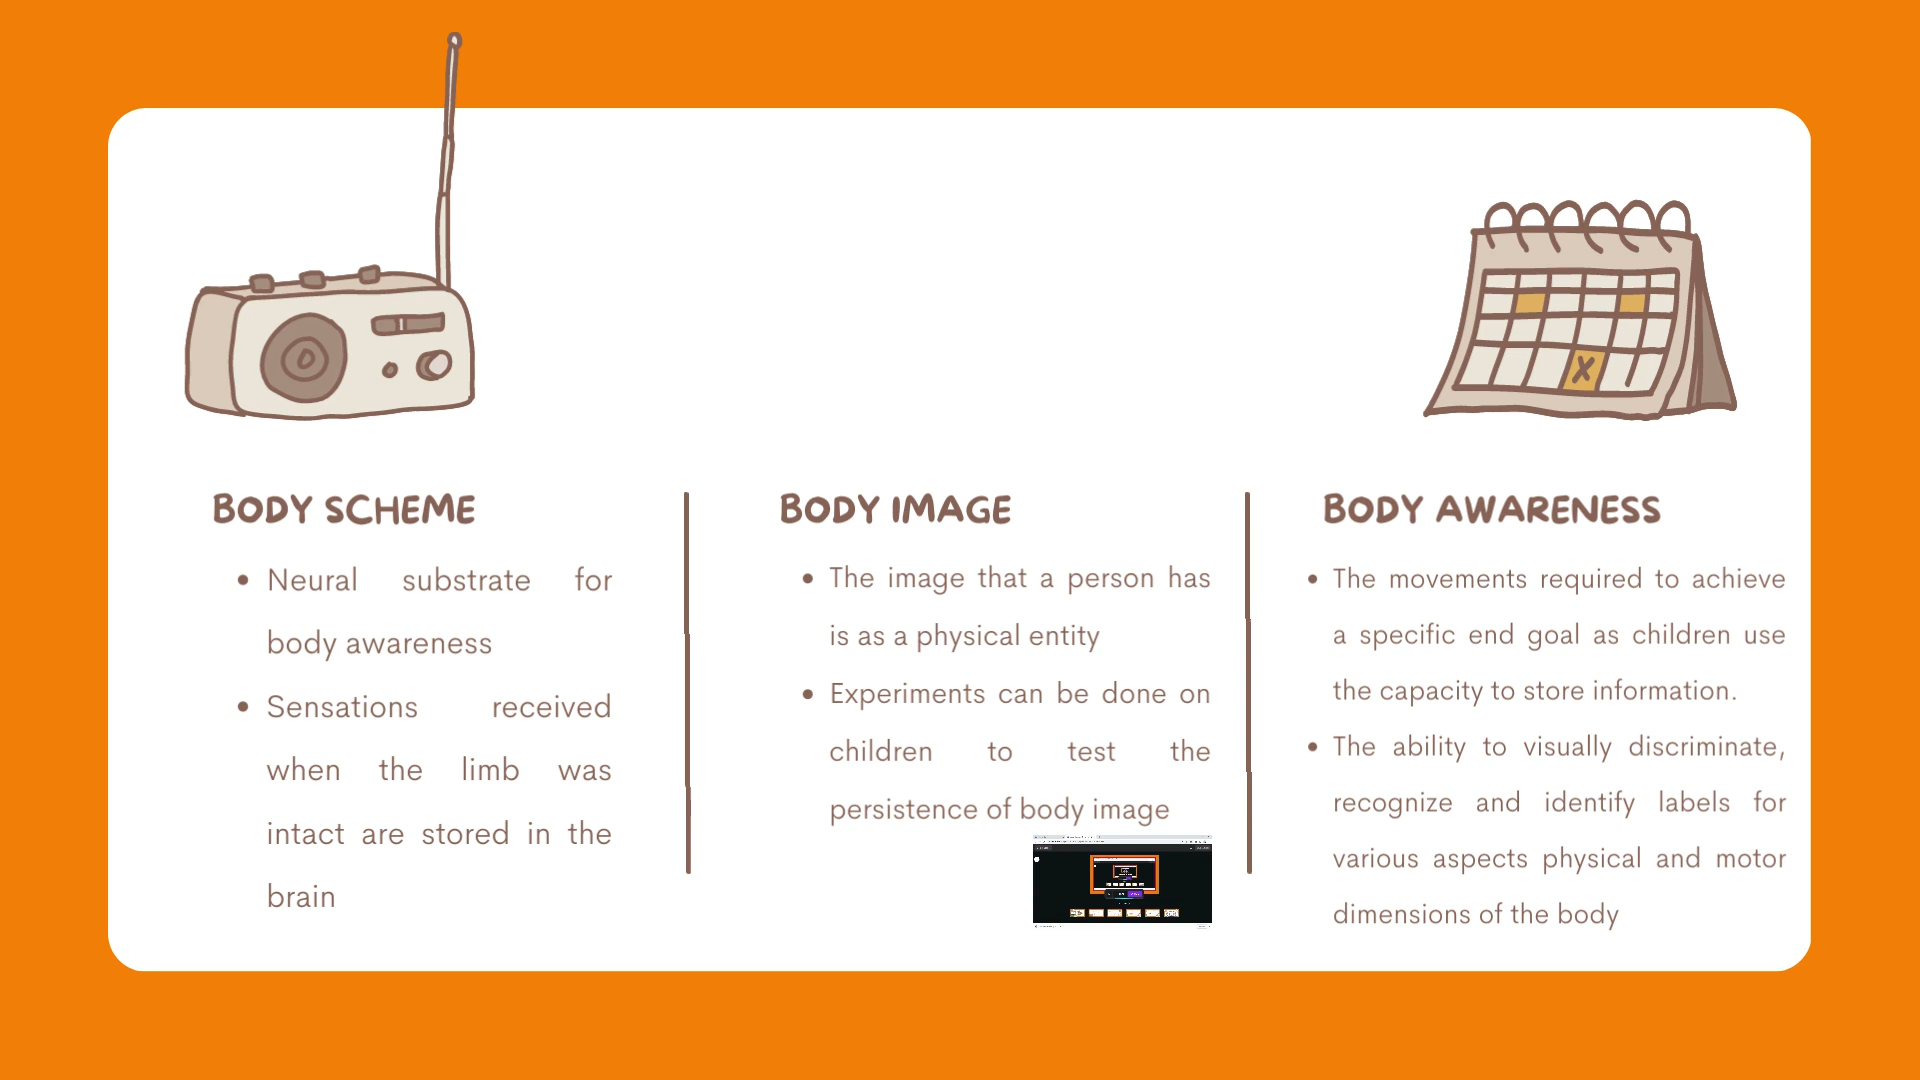 BODY SCHEME
• Neural substrate for
body awareness
• Sensations received
when the limb was
intact are stored in the
brain
BODY IMAGE
• The image that a person has
is as a physical entity
• Experiments can be done on
children to test the
persistence of body image
BODY AWARENESS
• The movements required to achieve
a specific end goal as children use
the capacity to store information.
• The ability to visually discriminate,
recognize and identify labels for
various aspects physical and motor
dimensions of the body
X